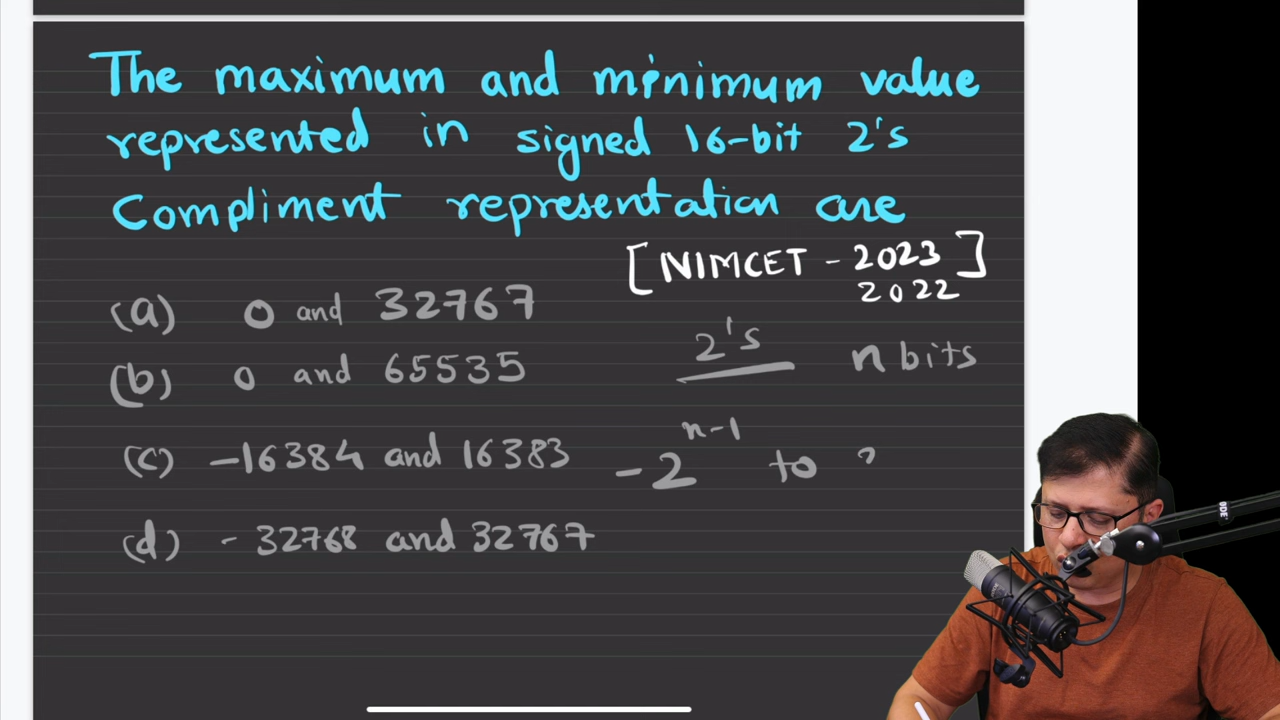 The maximum and minimum value
represented in signed 16-bit 2's
Compliment representation are
[NIMCET - 2023]
2022
(a) 0 and 32767
(b) 0 and 65535
(c) -16384 and 16383
(d) - 32768 and 32767
2's n bits
-2^{n-1} to